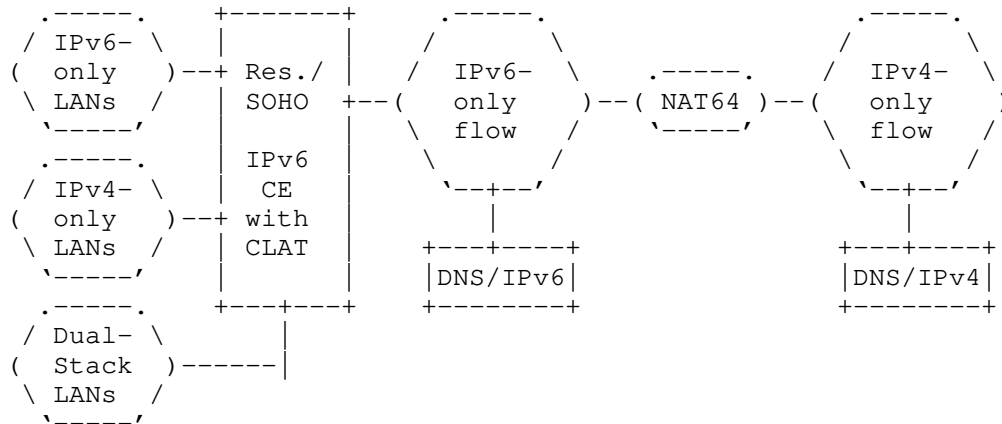 IPv6-
only
LANs
IPv4-
only
LANs
Dual-
Stack
LANs
Res./
SOHO
IPv6
CE
with
CLAT
IPv6-
only
flow
DNS/IPv6
NAT64
IPv4-
only
flow
DNS/IPv4